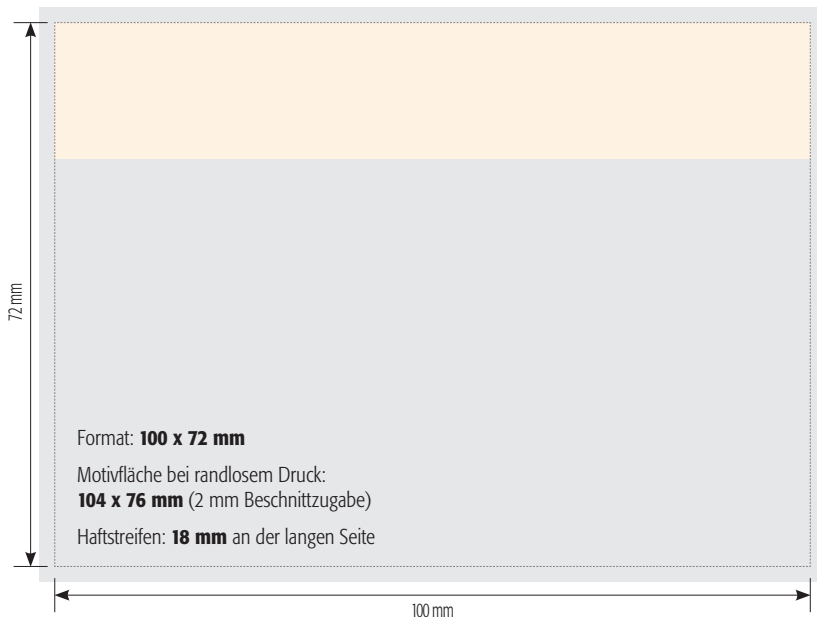 72 mm
Format: 100 x 72 mm
Motivfläche bei randlosem Druck:
104 x 76 mm (2 mm Beschnittzugabe)
Haftstreifen: 18 mm an der langen Seite
100 mm